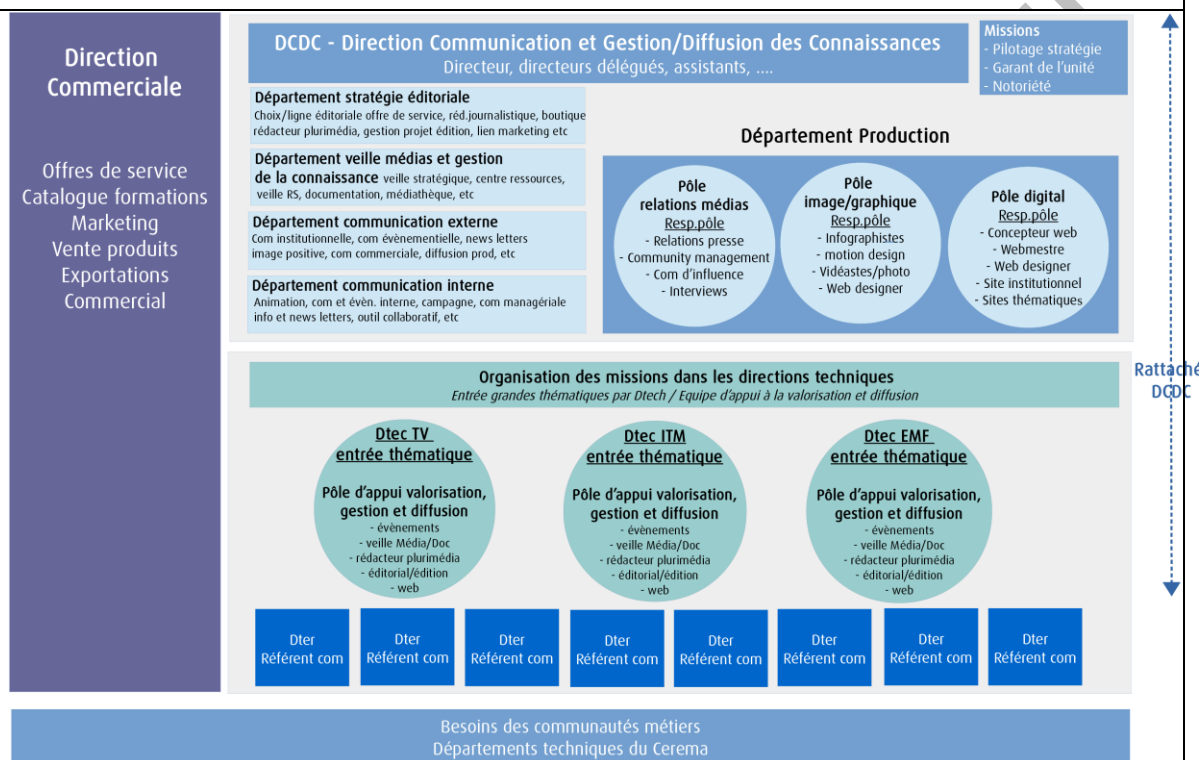 Direction
Commerciale
Offres de service
Catalogue formations
Marketing
Vente produits
Exportations
Commercial
DCDC - Direction Communication et Gestion/Diffusion des Connaissances
Directeur, directeurs délégués, assistants, ....
Missions
- Pilotage stratégie
- Garant de l'unité
- Notoriété
Département stratégie éditoriale
Choix/ligne éditoriale offre de service, réd.journalistique, boutique
rédacteur plurimédia, gestion projet édition, lien marketing etc
Département veille médias et gestion
de la connaissance veille stratégique, centre ressources,
veille RS, documentation, médiathèque, etc
Département communication externe
Com institutionnelle, com évènementielle, news letters
image positive, com commerciale, diffusion prod, etc
Département communication interne
Animation, com et évèn. interne, campagne, com managériale
info et news letters, outil collaboratif, etc
Département Production
Pôle
relations médias
Resp.pôle
- Relations presse
- Community management
- Com d'influence
- Interviews
Pôle
image/graphique
Resp.pôle
- Infographistes
- motion design
- Vidéastes/photo
- Web designer
Pôle digital
Resp.pôle
- Concepteur web
- Webmestre
- Web designer
- Site institutionnel
- Sites thématiques
Rattaché
DCDC
Organisation des missions dans les directions techniques
Entrée grandes thématiques par Dtech / Equipe d'appui à la valorisation et diffusion
Dtec TV
entrée thématique
Pôle d'appui valorisation,
gestion et diffusion
- évènements
- veille Média/Doc
- rédacteur plurimédia
- éditorial/édition
- web
Dtec ITM
entrée thématique
Pôle d'appui valorisation,
gestion et diffusion
- évènements
- veille Média/Doc
- rédacteur plurimédia
- éditorial/édition
- web
Dtec EMF
entrée thématique
Pôle d'appui valorisation,
gestion et diffusion
- évènements
- veille Média/Doc
- rédacteur plurimédia
- éditorial/édition
- web
Dter
Référent com
Dter
Référent com
Dter
Référent com
Dter
Référent com
Dter
Référent com
Dter
Référent com
Dter
Référent com
Dter
Référent com
Besoins des communautés métiers
Départements techniques du Cerema